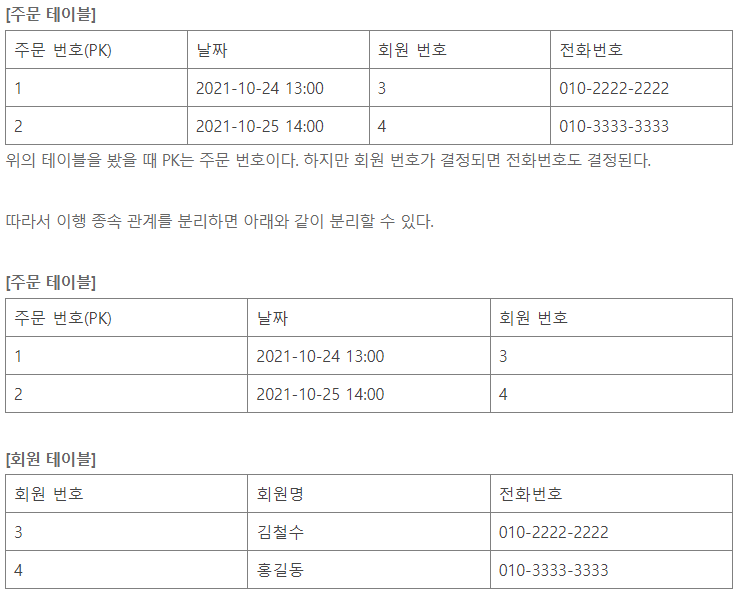 [주문 테이블]
주문 번호(PK) 날짜 회원 번호 전화번호
1 2021-10-24 13:00 3 010-2222-2222
2 2021-10-25 14:00 4 010-3333-3333
위의 테이블을 봤을 때 PK는 주문 번호이다. 하지만 회원 번호가 결정되면 전화번호도 결정된다.
따라서 이행 종속 관계를 분리하면 아래와 같이 분리할 수 있다.
[주문 테이블]
주문 번호(PK) 날짜 회원 번호
1 2021-10-24 13:00 3
2 2021-10-25 14:00 4
[회원 테이블]
회원 번호 회원명 전화번호
3 김철수 010-2222-2222
4 홍길동 010-3333-3333